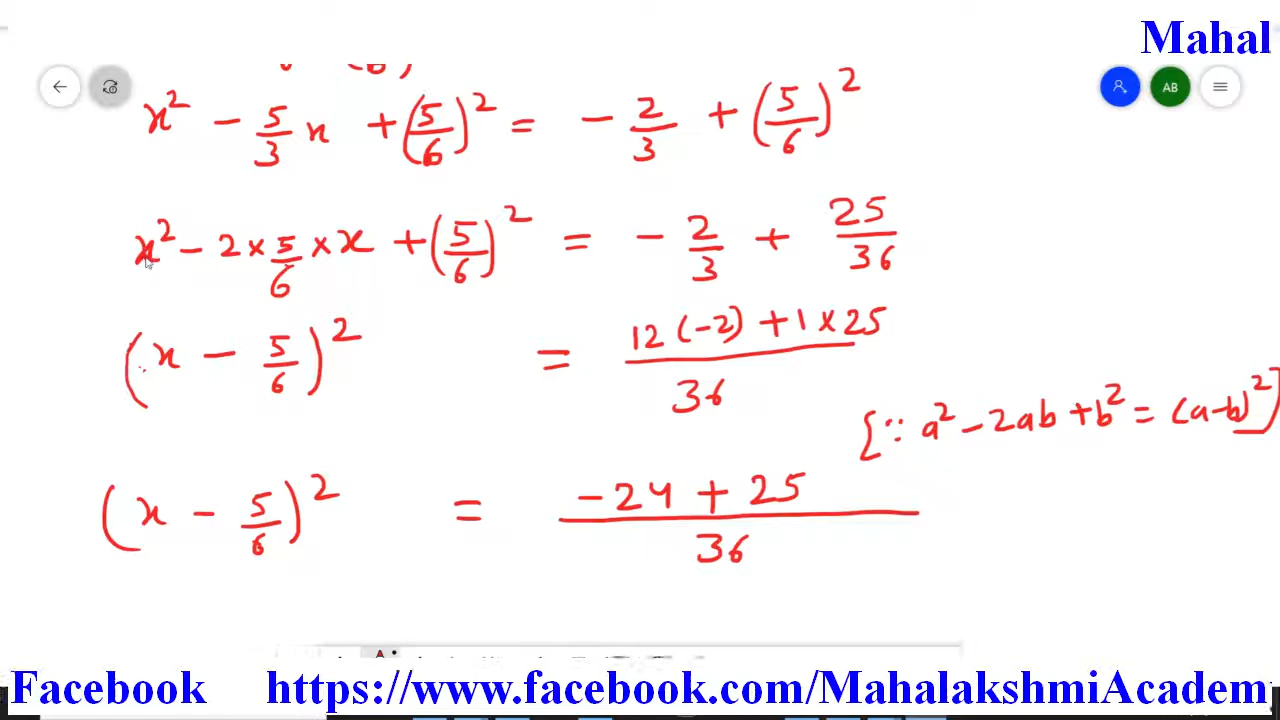 Mahal
AB
x² - 5/3 x + (5/6)² = - 2/3 + (5/6)²
x² - 2 × 5/6 × x + (5/6)² = - 2/3 + 25/36
(x - 5/6)² = 12(-2) + 1 × 25 / 36
[∵ a² - 2ab + b² = (a-b)²]
(x - 5/6)² = -24 + 25 / 36
Facebook https://www.facebook.com/MahalakshmiAcadem